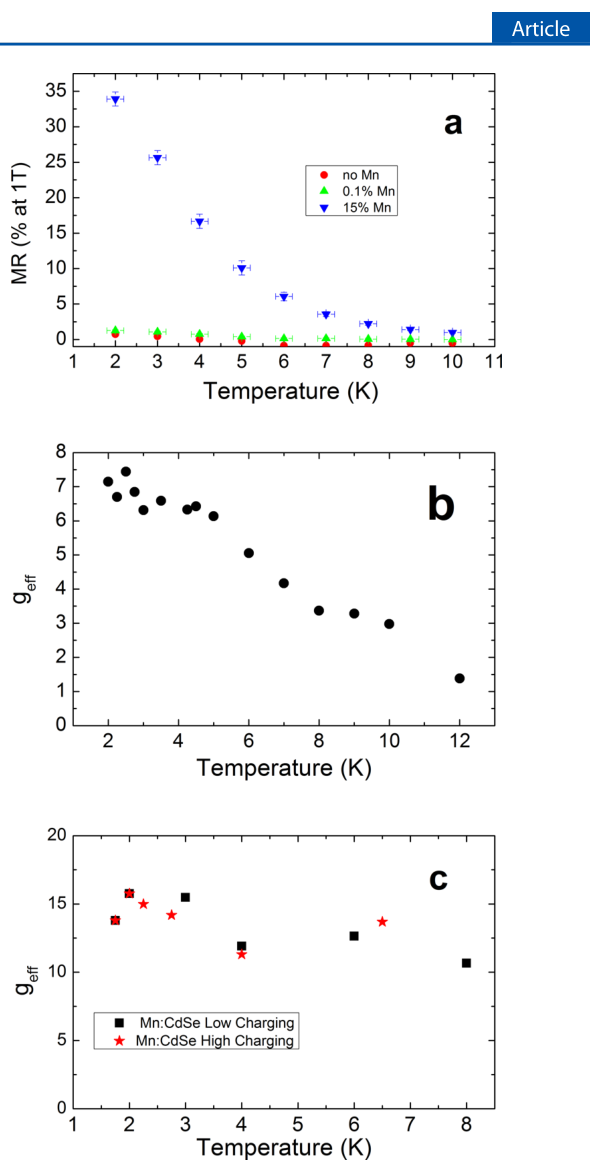 Article
a
35
30
25
20
15
10
5
0
MR (% at 1T)
no Mn
0.1% Mn
15% Mn
1 2 3 4 5 6 7 8 9 10 11
Temperature (K)
b
8
7
6
5
4
3
2
1
0
geff
2 4 6 8 10 12
Temperature (K)
c
20
15
10
5
0
geff
Mn:CdSe Low Charging
Mn:CdSe High Charging
1 2 3 4 5 6 7 8
Temperature (K)